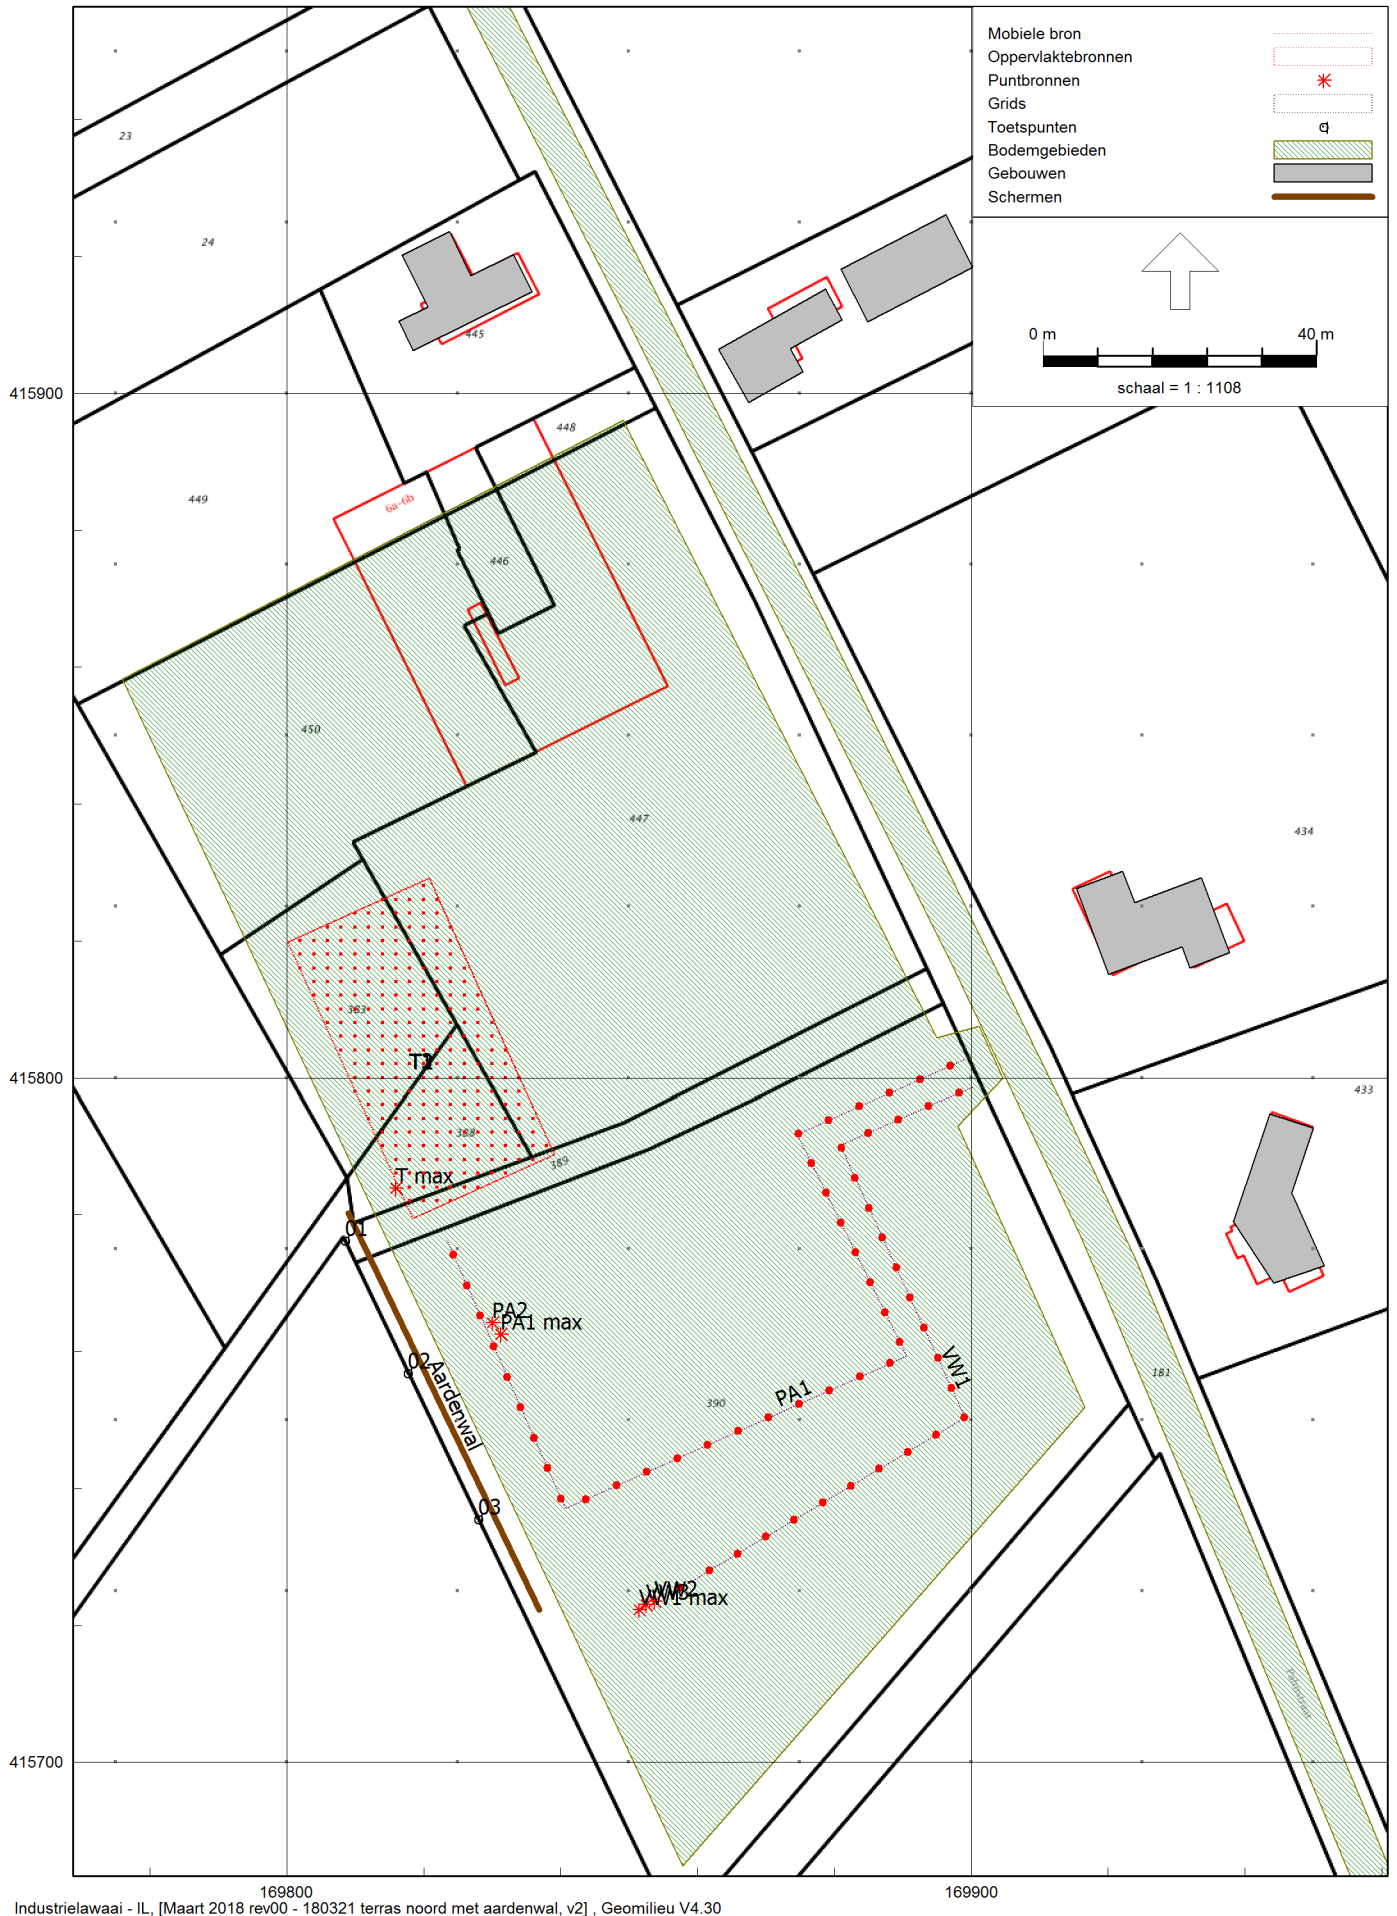 Mobiele bron
Oppervlaktebronnen
Puntbronnen
Grids
Toetspunten
Bodemgebieden
Gebouwen
Schermen
0 m 40 m
schaal = 1 : 1108
23
24
445
415900
448
449
6a-6b
446
450
447
434
383
T2
415800
433
388
389
T max
01
PA2
PA1 max
02
Aardenwal
VW1
181
PA1
390
03
VW2
VW1 max
Palmstraat
415700
169800 169900
Industrielawaai - IL, [Maart 2018 rev00 - 180321 terras noord met aardenwal, v2] , Geomilieu V4.30